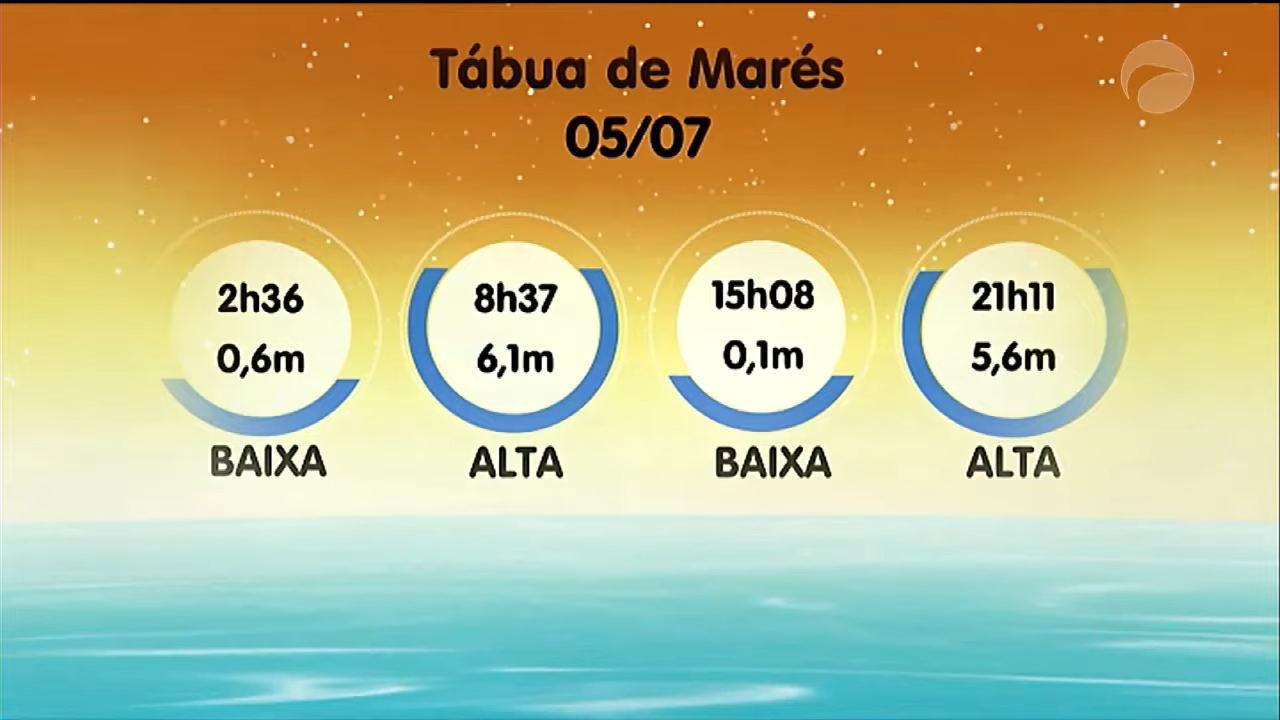 Tábua de Marés
05/07
2h36
0,6m
BAIXA
8h37
6,1m
ALTA
15h08
0,1m
BAIXA
21h11
5,6m
ALTA